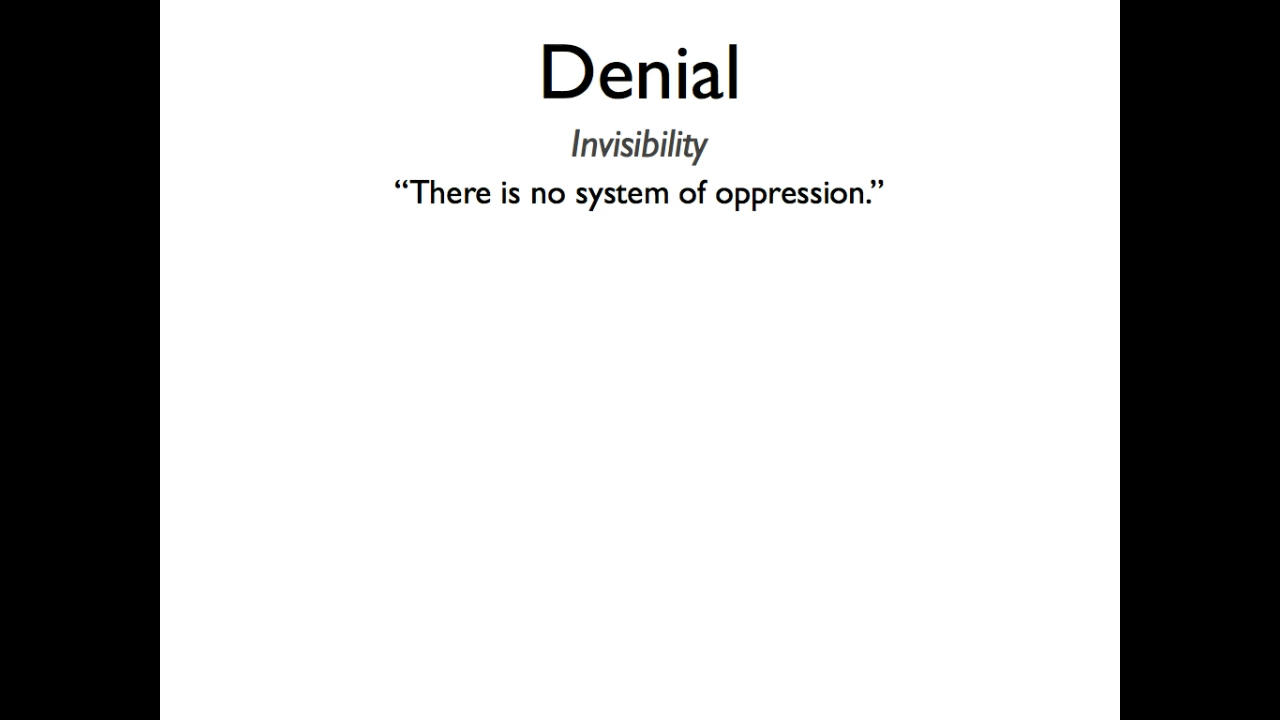 Denial
Invisibility
“There is no system of oppression.”